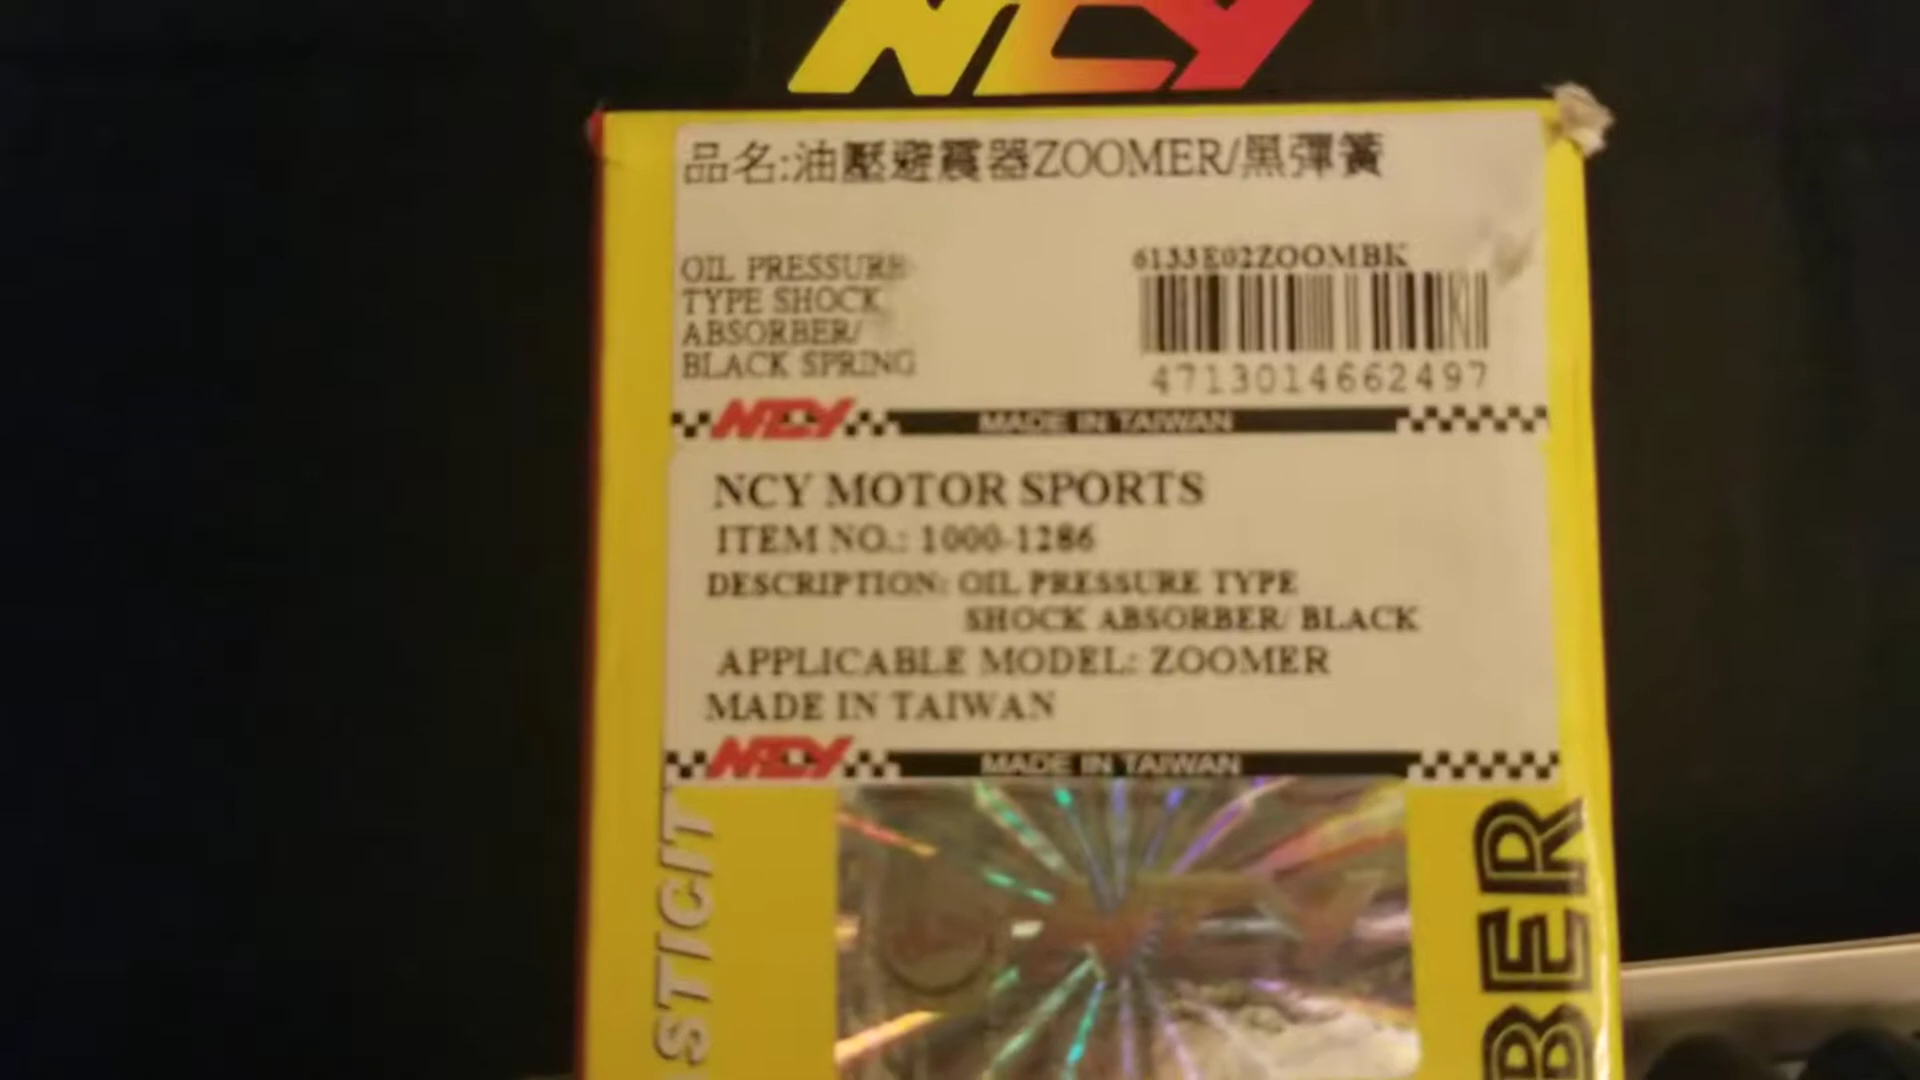 NCY
品名:油壓避震器ZOOMER/黑彈簧
OIL PRESSURE
TYPE SHOCK
ABSORBER/
BLACK SPRING
6133E02ZOOMBK
4713014662497
NCY MADE IN TAIWAN
NCY MOTOR SPORTS
ITEM NO.: 1000-1286
DESCRIPTION: OIL PRESSURE TYPE
SHOCK ABSORBER/ BLACK
APPLICABLE MODEL: ZOOMER
MADE IN TAIWAN
NCY MADE IN TAIWAN
STICIT
BER